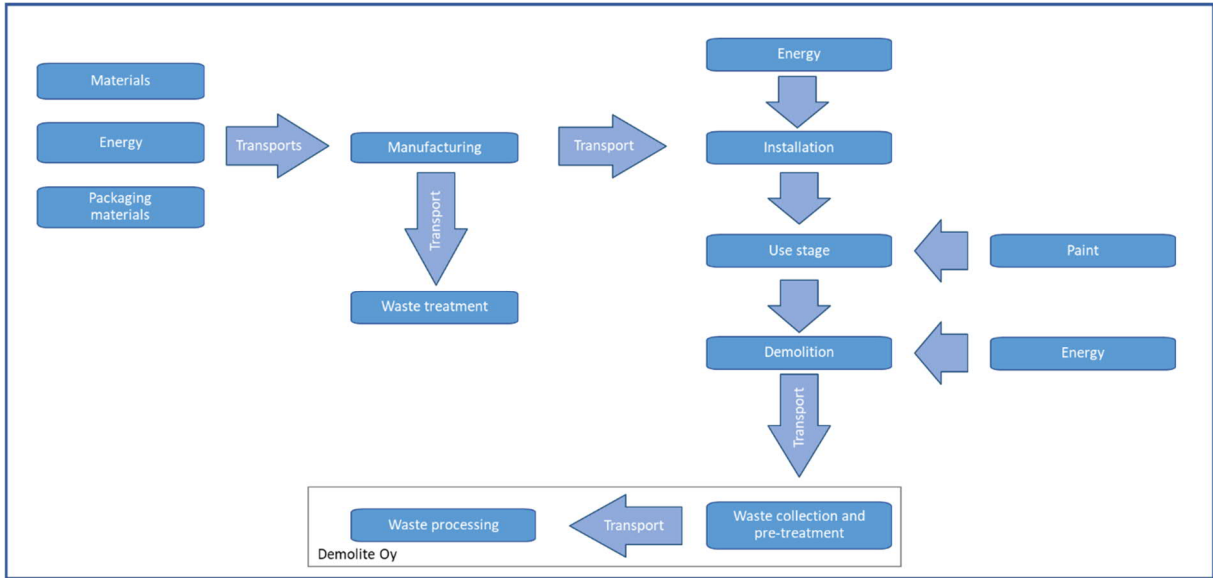 Energy
Materials
Energy
Transports
Manufacturing
Transport
Installation
Packaging
materials
Transport
Use stage
Paint
Waste treatment
Demolition
Energy
Transport
Waste processing
Transport
Waste collection and
pre-treatment
Demolite Oy